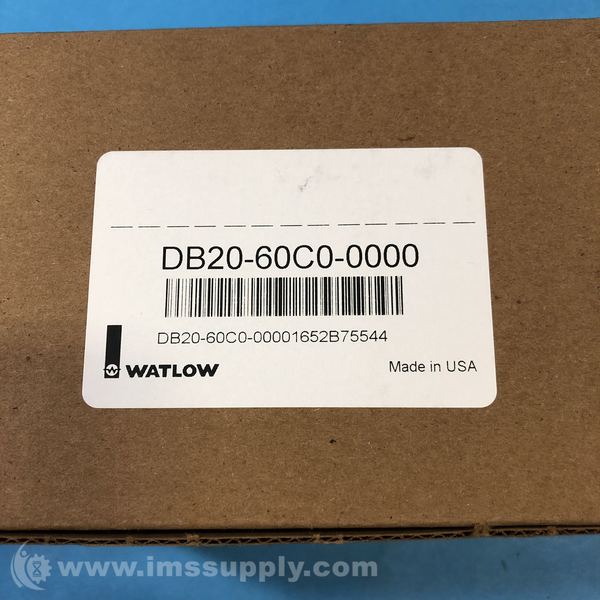 DB20-60C0-0000
DB20-60C0-00001652B75544
WATLOW
Made in USA
www.imssupply.com